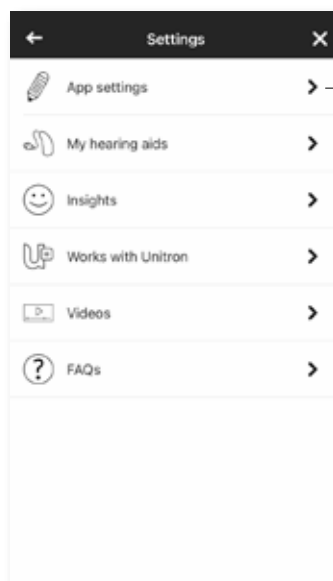 Settings
App settings
My hearing aids
Insights
Works with Unitron
Videos
FAQs